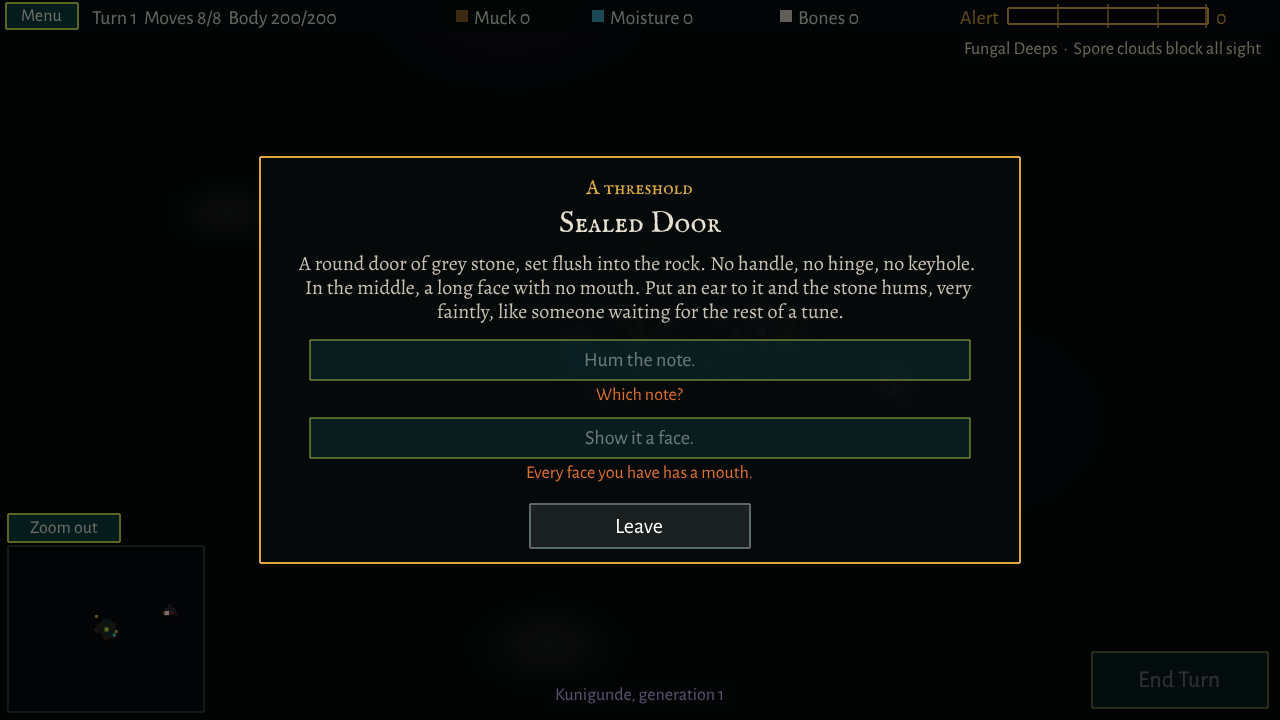 Menu
Turn 1 Moves 8/8 Body 200/200
Muck 0
Moisture 0
Bones 0
Alert
0
Fungal Deeps · Spore clouds block all sight
A threshold
Sealed Door
A round door of grey stone, set flush into the rock. No handle, no hinge, no keyhole.
In the middle, a long face with no mouth. Put an ear to it and the stone hums, very
faintly, like someone waiting for the rest of a tune.
Hum the note.
Which note?
Show it a face.
Every face you have has a mouth.
Leave
Zoom out
Kunigunde, generation 1
End Turn